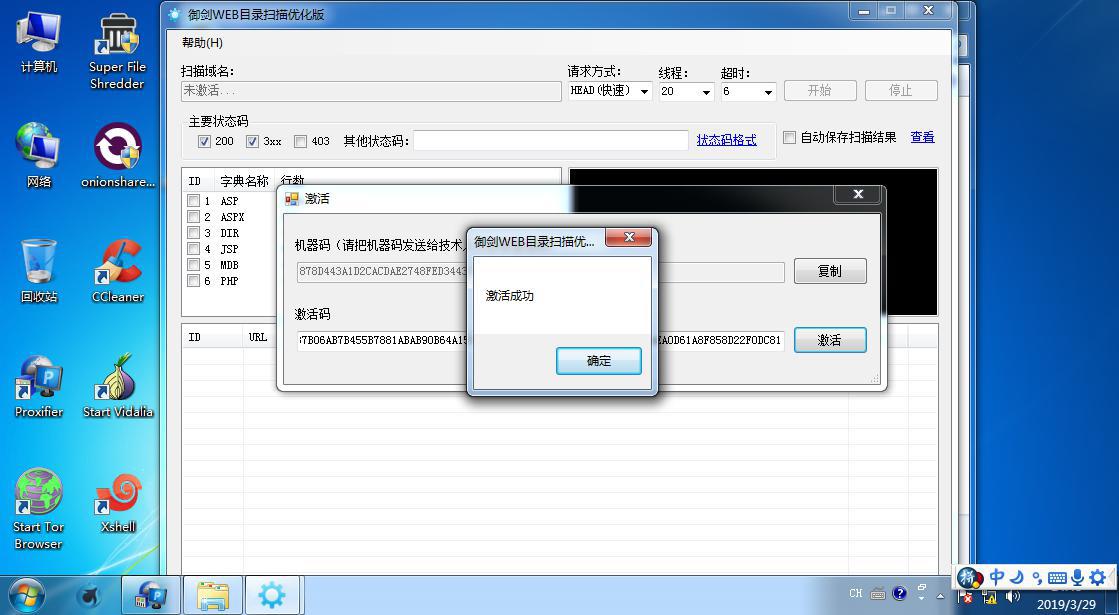 御剑WEB目录扫描优化版
帮助(H)
扫描域名：
请求方式：
线程：
超时：
未激活...
HEAD(快速)
20
6
开始
停止
主要状态码
200
3xx
403
其他状态码：
状态码格式
自动保存扫描结果
查看
ID 字典名称 行数
1 ASP
2 ASPX
3 DIR
4 JSP
5 MDB
6 PHP
ID URL
激活
机器码（请把机器码发送给技术
878D443A1D2CACDAE2748FED3443
复制
激活码
7B06AB7B455B7881ABAB90B64A15
EA0D61A8F858D22F0DC81
激活
御剑WEB目录扫描优...
激活成功
确定
计算机
Super File
Shredder
网络
onionshare...
回收站
CCleaner
Proxifier
Start Vidalia
Start Tor
Browser
Xshell
CH
中
2019/3/29